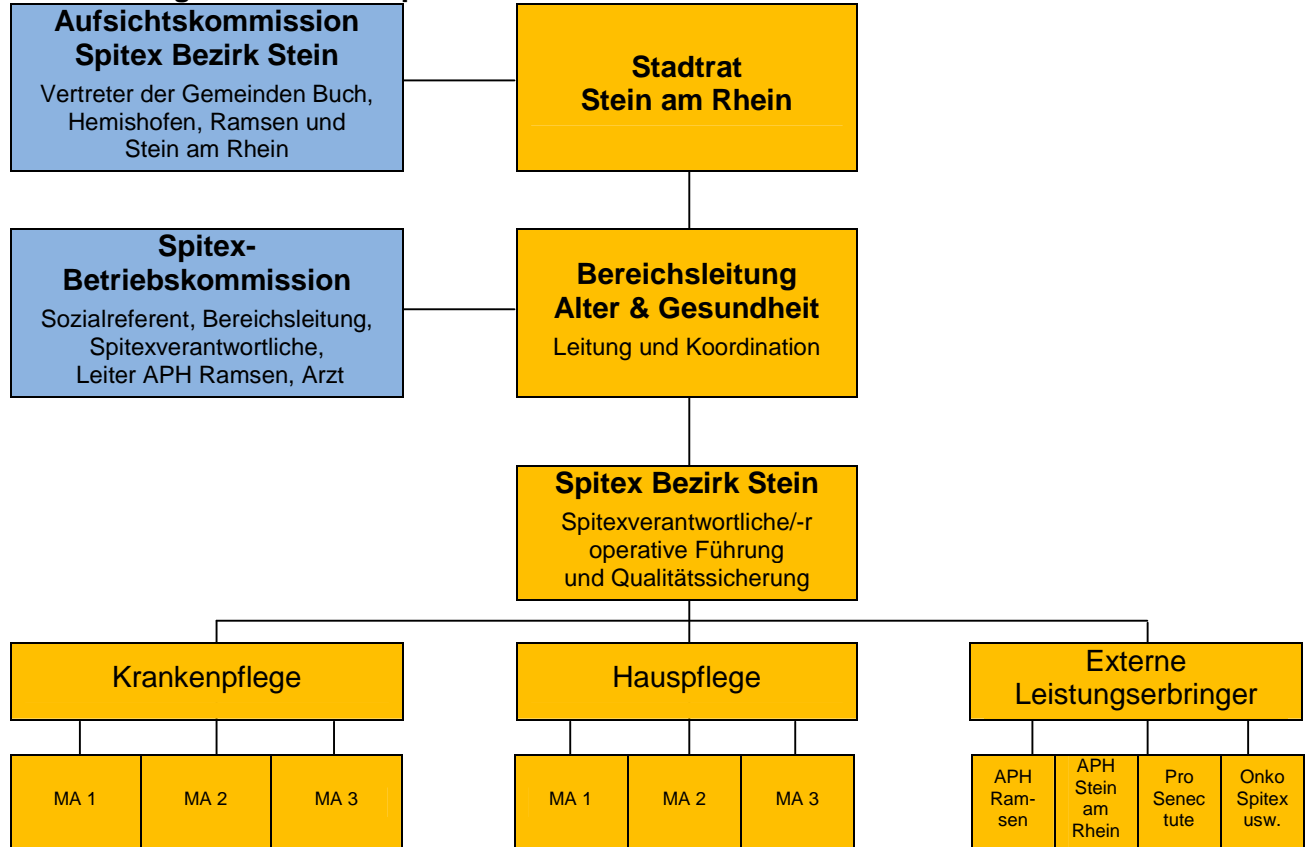 Aufsichtskommission
Spitex Bezirk Stein
Vertreter der Gemeinden Buch,
Hemishofen, Ramsen und
Stein am Rhein
Stadtrat
Stein am Rhein
Spitex-
Betriebskommission
Sozialreferent, Bereichsleitung,
Spitexverantwortliche,
Leiter APH Ramsen, Arzt
Bereichsleitung
Alter & Gesundheit
Leitung und Koordination
Spitex Bezirk Stein
Spitexverantwortliche/-r
operative Führung
und Qualitätssicherung
Krankenpflege
Hauspflege
Externe
Leistungserbringer
MA 1
MA 2
MA 3
MA 1
MA 2
MA 3
APH
Ram-
sen
APH
Stein
am
Rhein
Pro
Senec
tute
Onko
Spitex
usw.